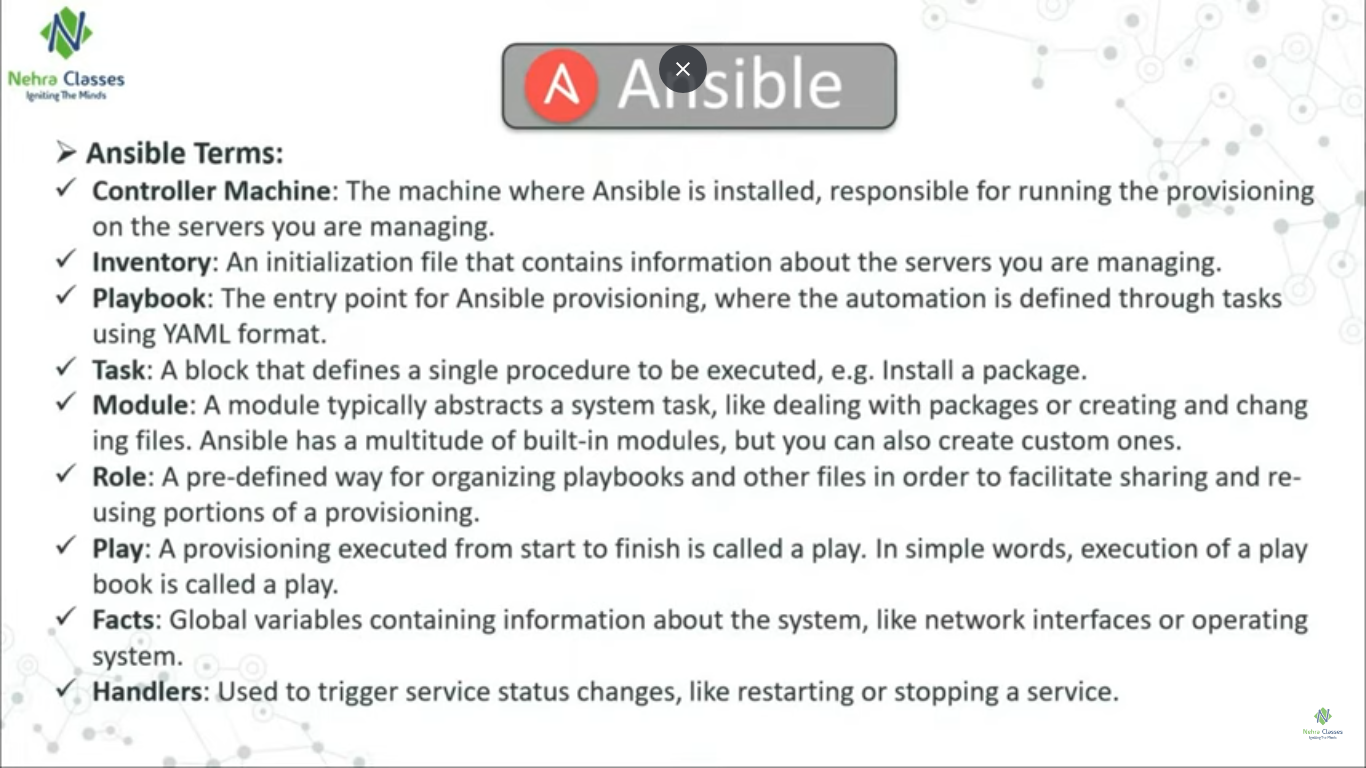 Nehra Classes
Igniting The Minds
Ansible
➢ Ansible Terms:
✓ Controller Machine: The machine where Ansible is installed, responsible for running the provisioning
on the servers you are managing.
✓ Inventory: An initialization file that contains information about the servers you are managing.
✓ Playbook: The entry point for Ansible provisioning, where the automation is defined through tasks
using YAML format.
✓ Task: A block that defines a single procedure to be executed, e.g. Install a package.
✓ Module: A module typically abstracts a system task, like dealing with packages or creating and chang
ing files. Ansible has a multitude of built-in modules, but you can also create custom ones.
✓ Role: A pre-defined way for organizing playbooks and other files in order to facilitate sharing and re-
using portions of a provisioning.
✓ Play: A provisioning executed from start to finish is called a play. In simple words, execution of a play
book is called a play.
✓ Facts: Global variables containing information about the system, like network interfaces or operating
system.
✓ Handlers: Used to trigger service status changes, like restarting or stopping a service.
Nehra Classes
Igniting The Minds